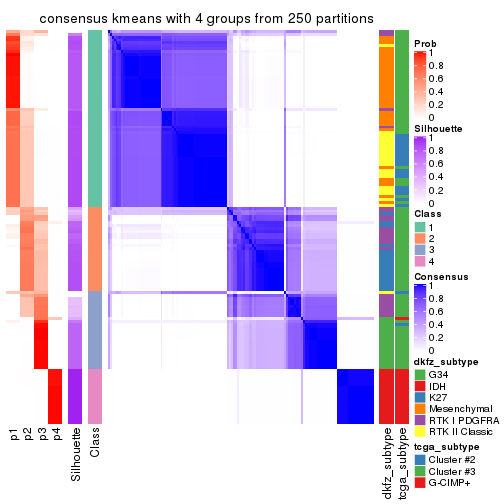 consensus kmeans with 4 groups from 250 partitions
Prob
1
0.8
0.6
0.4
0.2
0
Silhouette
1
0.8
0.6
0.4
0.2
0
Class
1
2
3
4
Consensus
1
0.8
0.6
0.4
0.2
0
dkfz_subtype
G34
IDH
K27
Mesenchymal
RTK I PDGFRA
RTK II Classic
tcga_subtype
Cluster #2
Cluster #3
G-CIMP+
p1
p2
p3
p4
Silhouette
Class
dkfz_subtype
tcga_subtype